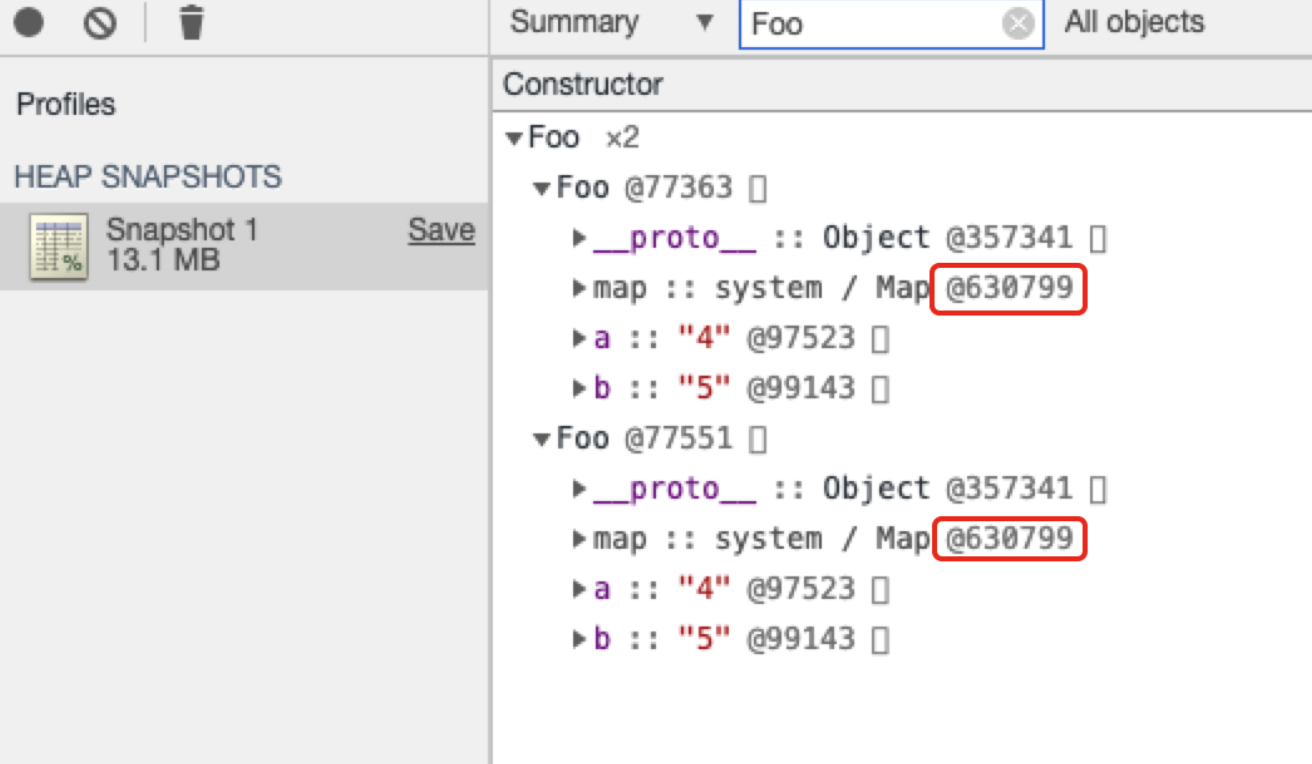 Summary ▼ Foo All objects
Profiles
HEAP SNAPSHOTS
Snapshot 1 Save
13.1 MB
Constructor
▼Foo ×2
▼Foo @77363 []
▶__proto__ :: Object @357341 []
▶map :: system / Map @630799
▶a :: "4" @97523 []
▶b :: "5" @99143 []
▼Foo @77551 []
▶__proto__ :: Object @357341 []
▶map :: system / Map @630799
▶a :: "4" @97523 []
▶b :: "5" @99143 []